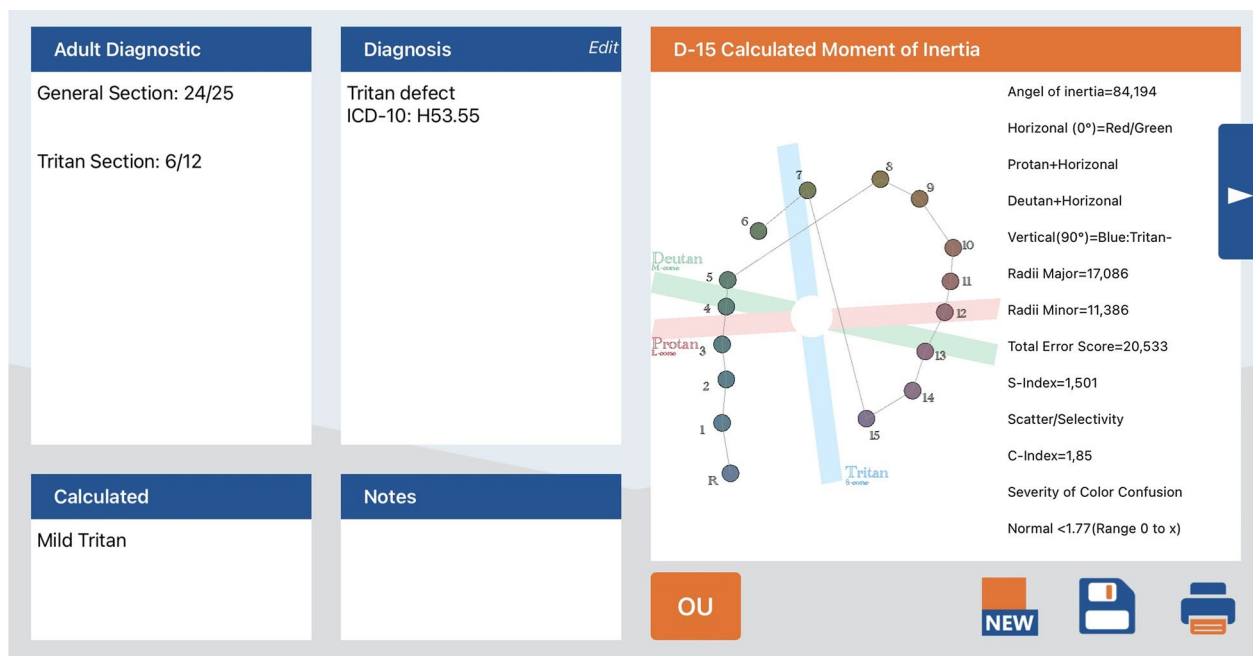 Adult Diagnostic
General Section: 24/25
Tritan Section: 6/12
Diagnosis
Edit
Tritan defect
ICD-10: H53.55
Calculated
Mild Tritan
Notes
D-15 Calculated Moment of Inertia
7
8
9
6
10
Deutan
M-cone
5
11
4
12
Protan
L-cone
3
13
2
14
1
15
R
Tritan
S-cone
Angel of inertia=84,194
Horizonal (0°)=Red/Green
Protan+Horizonal
Deutan+Horizonal
Vertical(90°)=Blue:Tritan-
Radii Major=17,086
Radii Minor=11,386
Total Error Score=20,533
S-Index=1,501
Scatter/Selectivity
C-Index=1,85
Severity of Color Confusion
Normal <1.77(Range 0 to x)
OU
NEW